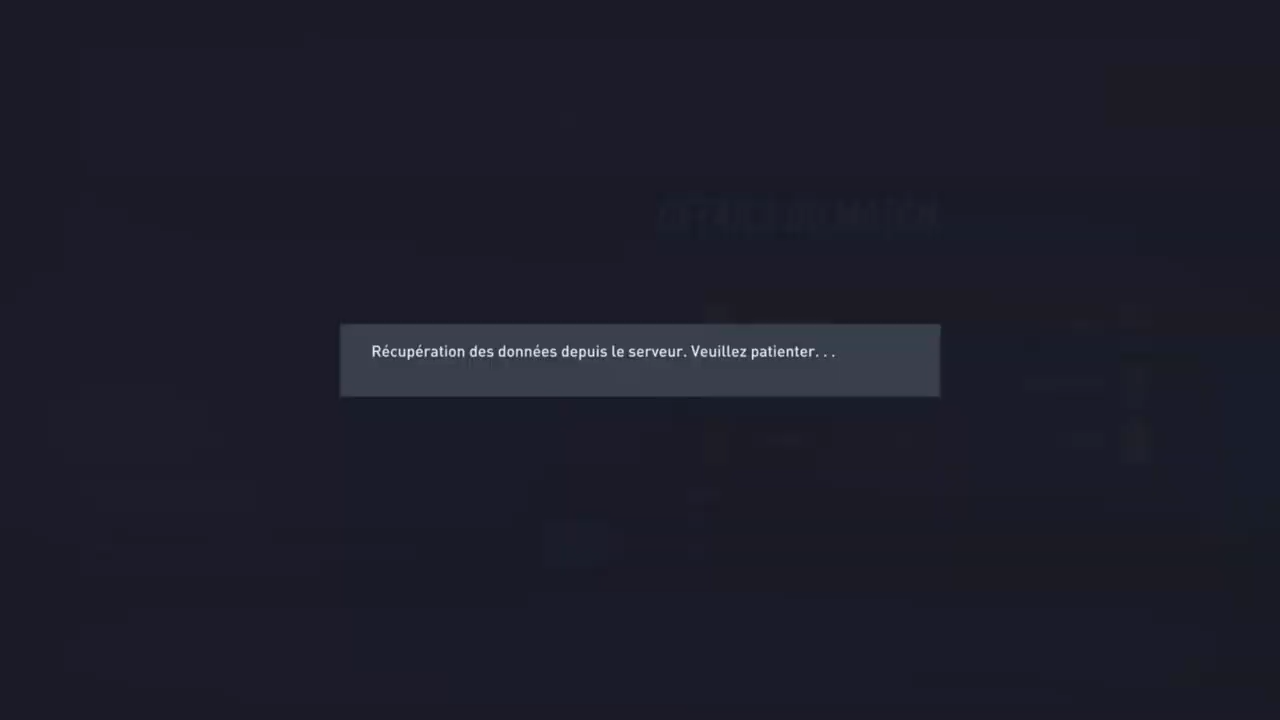 Récupération des données depuis le serveur. Veuillez patienter. . .